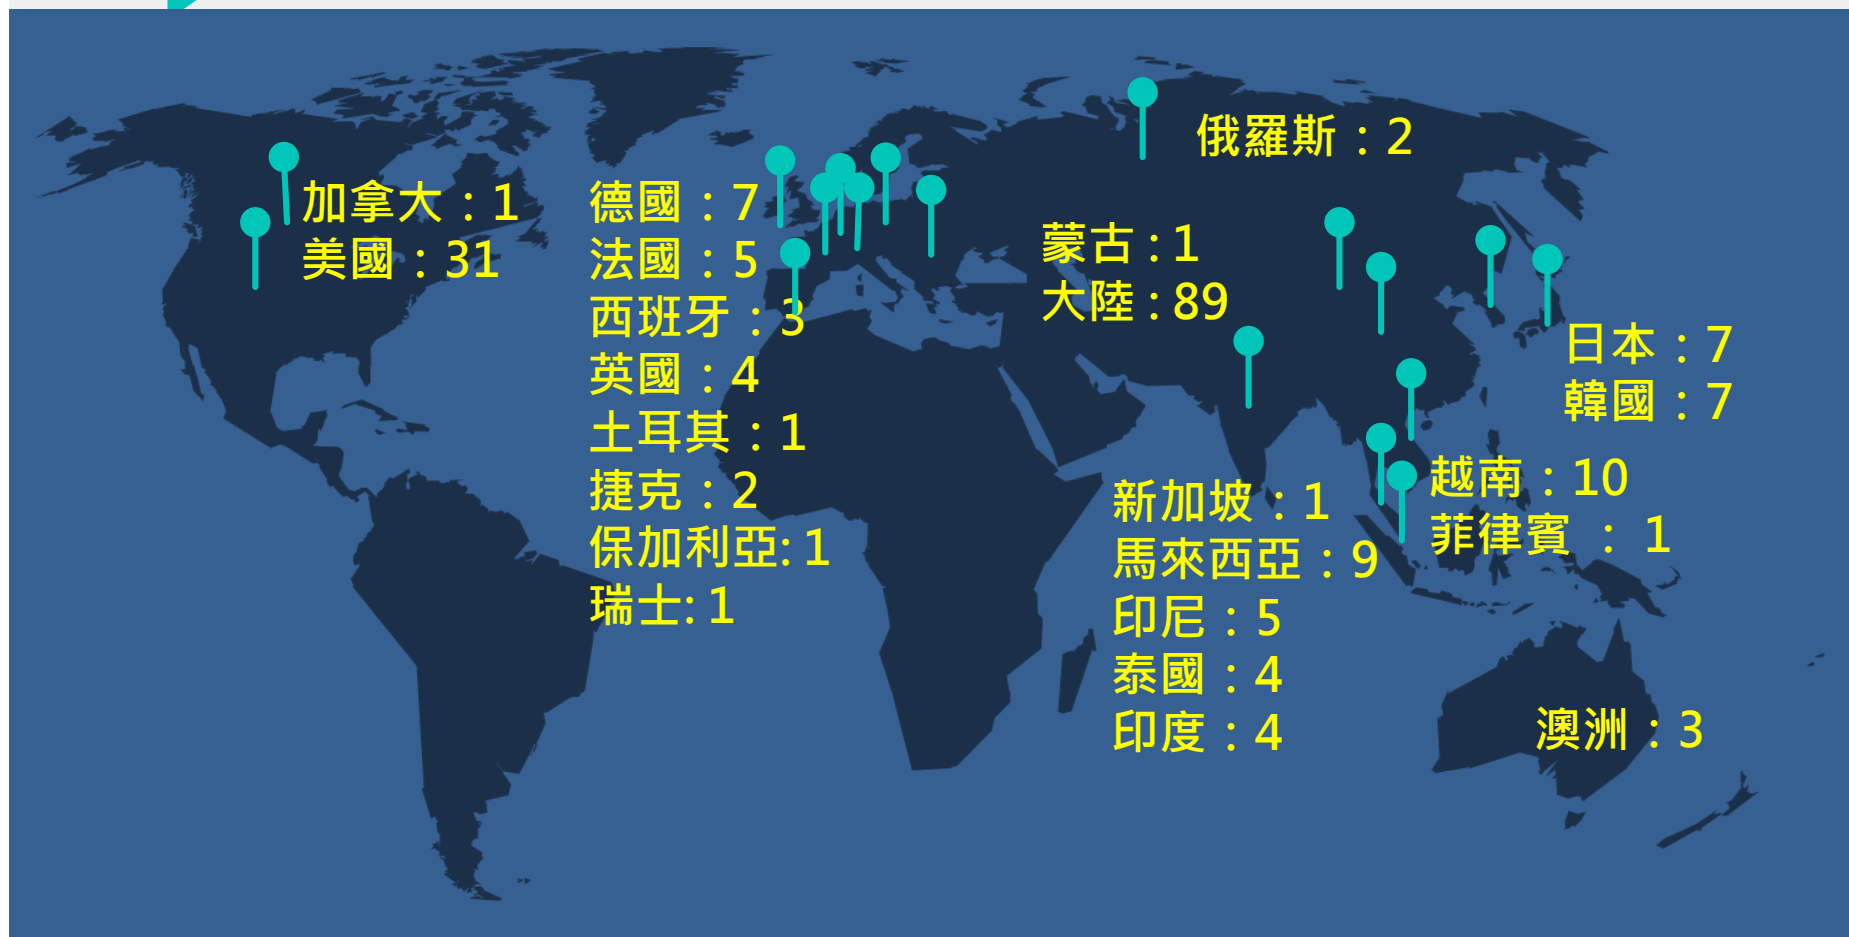 俄羅斯：2
加拿大：1
美國：31
德國：7
法國：5
西班牙：3
英國：4
土耳其：1
捷克：2
保加利亞: 1
瑞士: 1
蒙古：1
大陸：89
日本：7
韓國：7
越南：10
菲律賓 ： 1
新加坡：1
馬來西亞：9
印尼：5
泰國：4
印度：4
澳洲：3